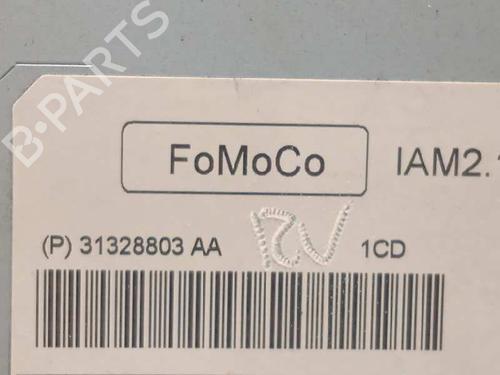 B-PARTS
FoMoCo
IAM2.
(P) 31328803 AA
1CD